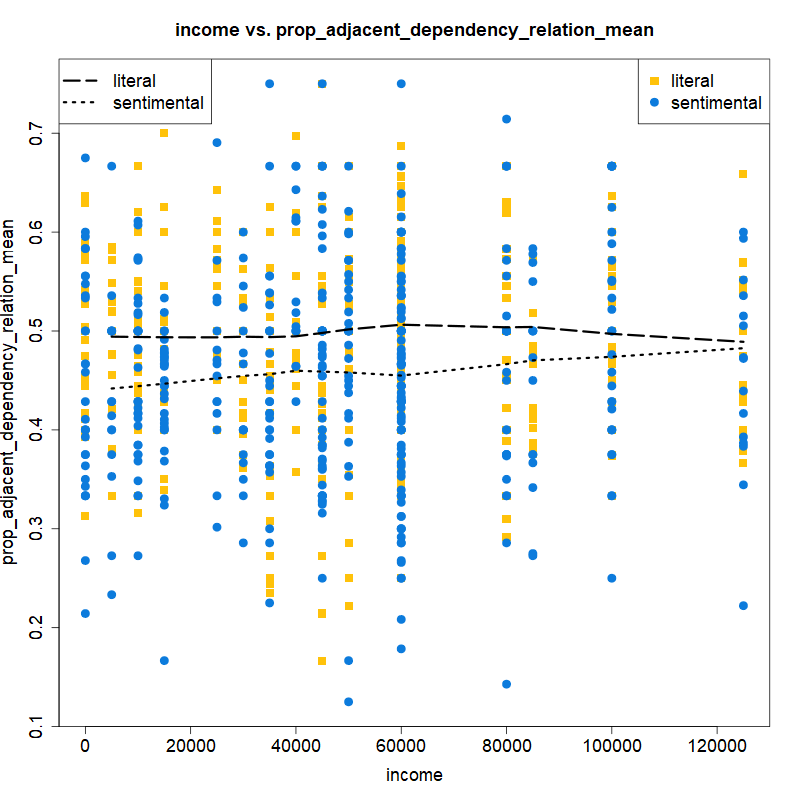 income vs. prop_adjacent_dependency_relation_mean
literal
sentimental
literal
sentimental
prop_adjacent_dependency_relation_mean
0.7
0.6
0.5
0.4
0.3
0.2
0.1
0 20000 40000 60000 80000 100000 120000
income